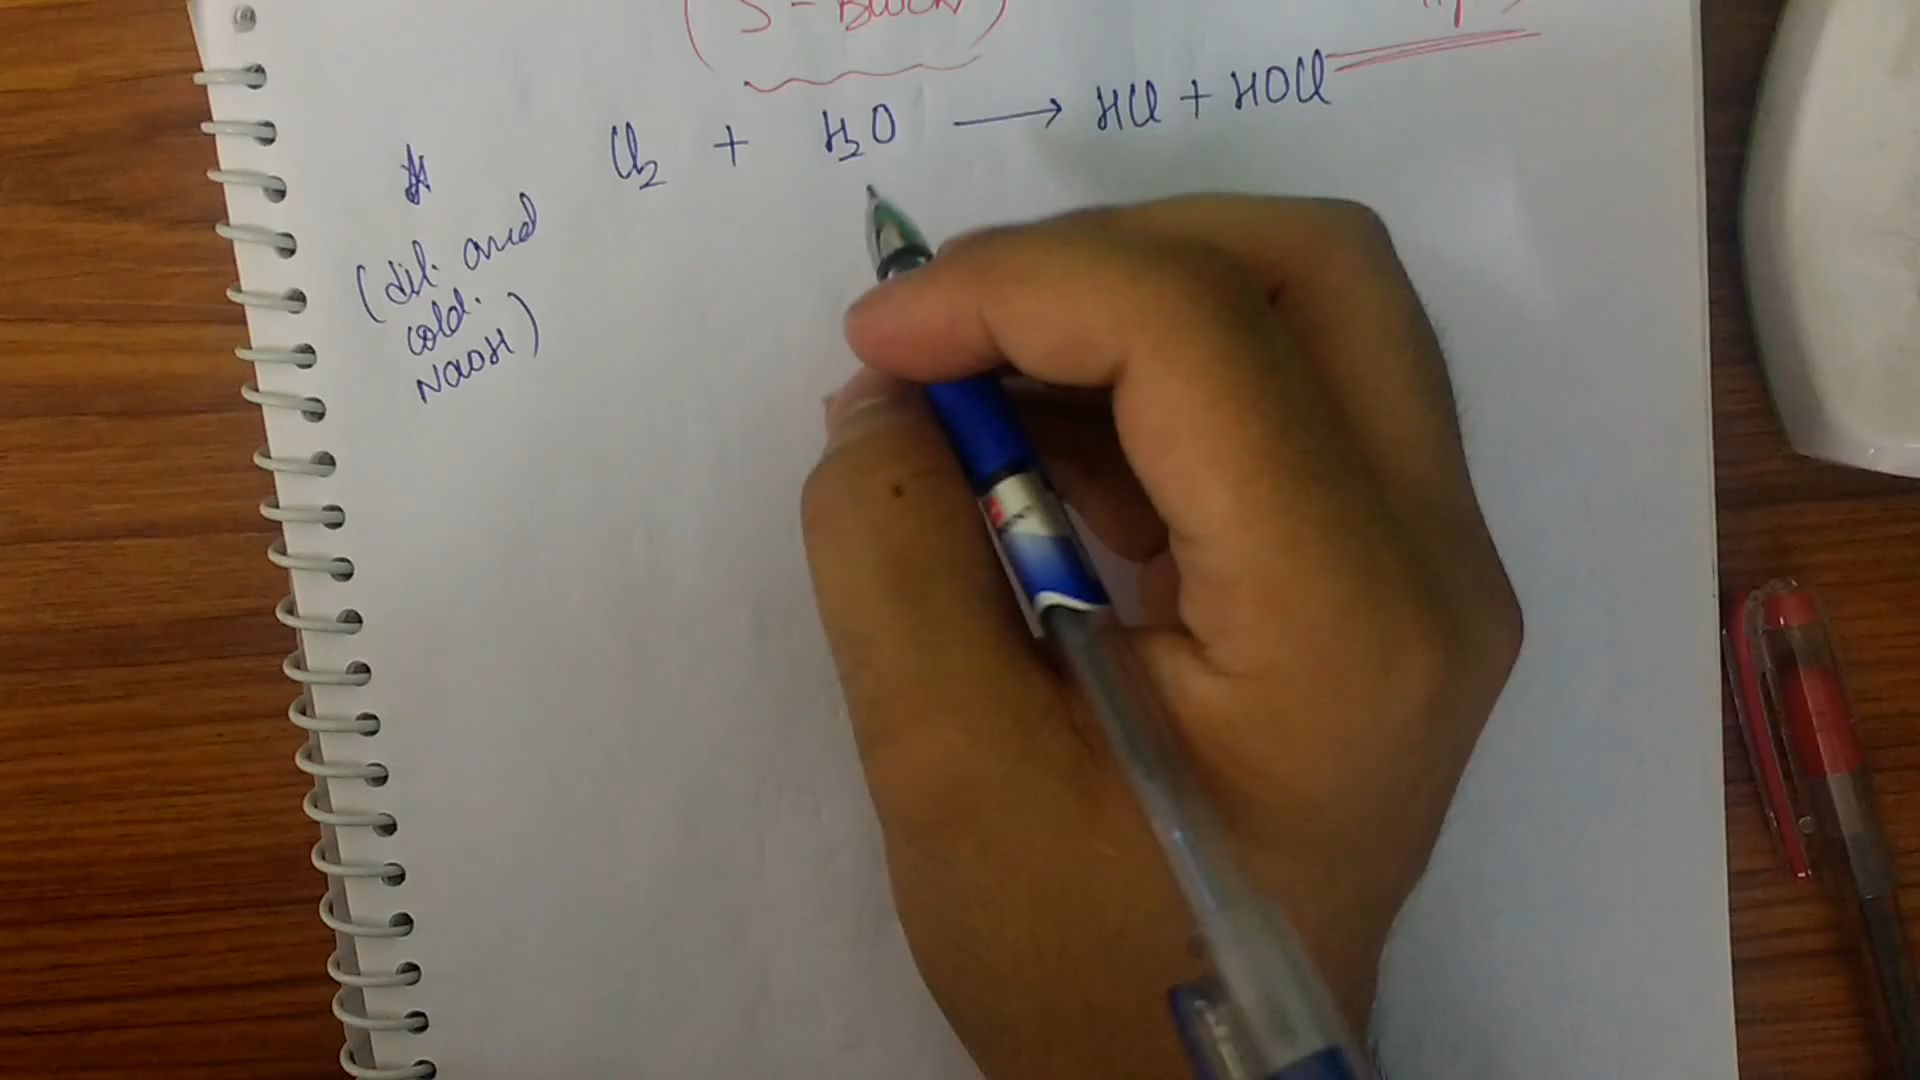 (S-Block)
Cl₂ + H₂O ⟶ HCl + HOCl
(dil. and
cold.
NaOH)